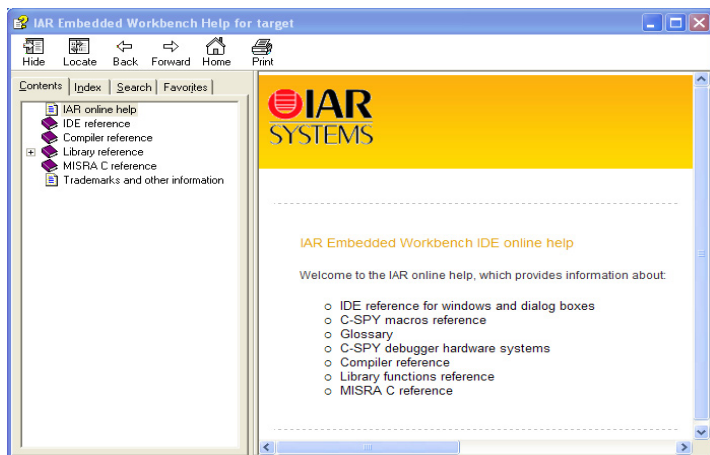 IAR Embedded Workbench Help for target
Hide Locate Back Forward Home Print
Contents Index Search Favorites
IAR online help
IDE reference
Compiler reference
Library reference
MISRA C reference
Trademarks and other information
IAR
SYSTEMS
IAR Embedded Workbench IDE online help
Welcome to the IAR online help, which provides information about:
IDE reference for windows and dialog boxes
C-SPY macros reference
Glossary
C-SPY debugger hardware systems
Compiler reference
Library functions reference
MISRA C reference